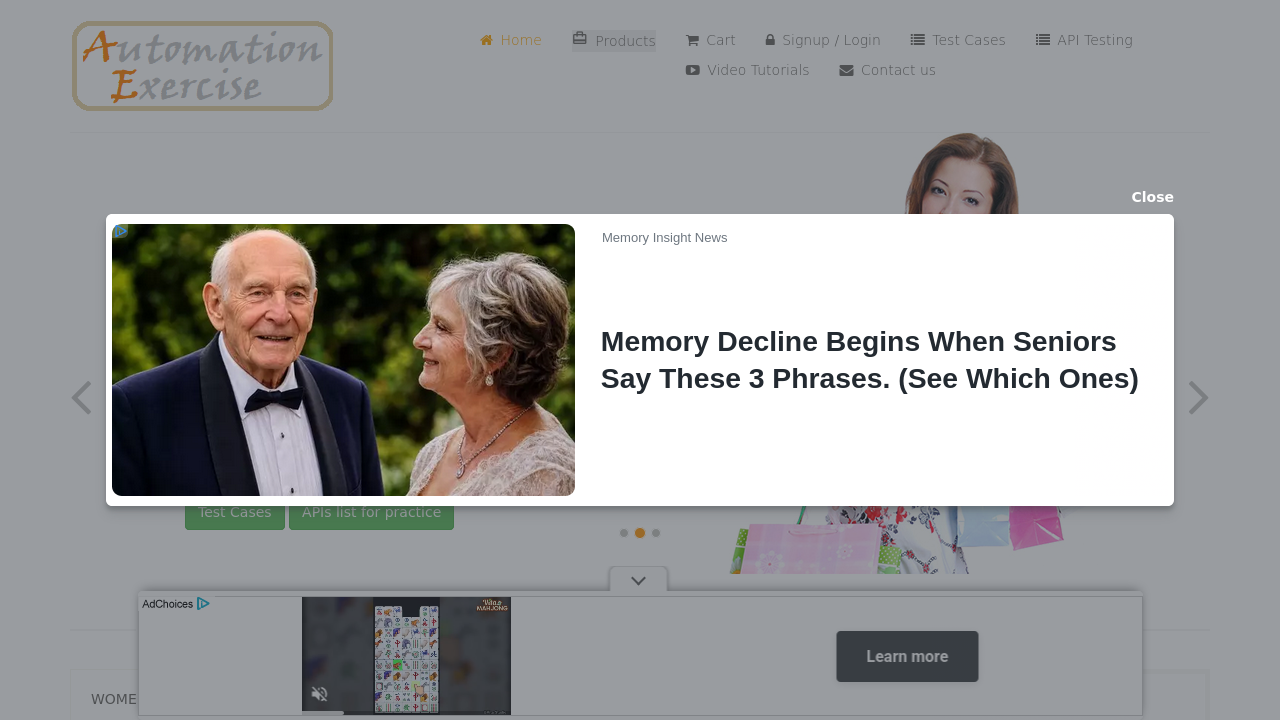 Automation
Exercise
Home
Products
Cart
Signup / Login
Test Cases
API Testing
Video Tutorials
Contact us
Close
Memory Insight News
Memory Decline Begins When Seniors
Say These 3 Phrases. (See Which Ones)
Test Cases
APIs list for practice
AdChoices
MAHJONG
Learn more
WOME